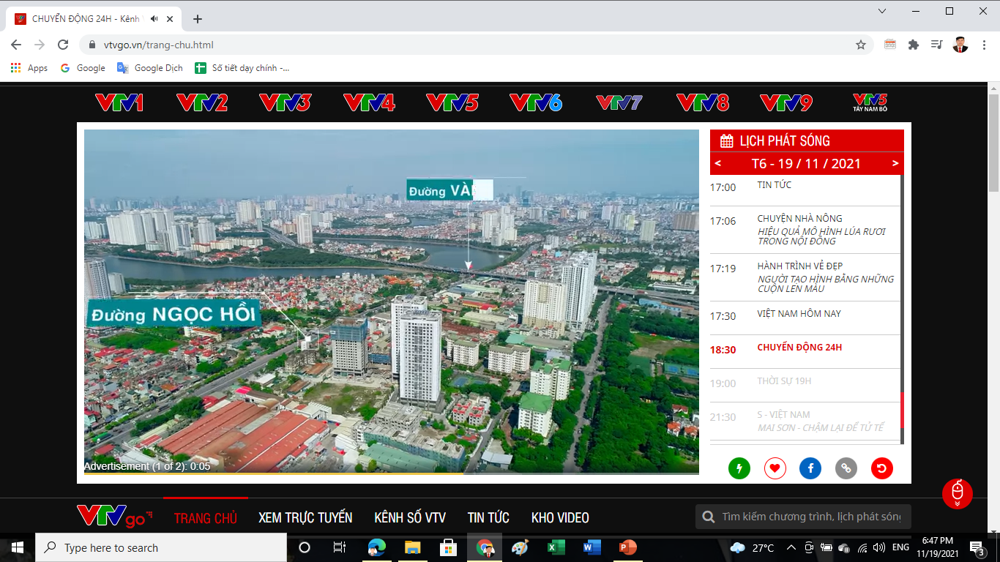 CHUYỂN ĐỘNG 24H - Kênh
vtvgo.vn/trang-chu.html
Apps
Google
Google Dịch
Số tiết dạy chính -...
VTV1
VTV2
VTV3
VTV4
VTV5
VTV6
VTV7
VTV8
VTV9
VTV5
TÂY NAM BỘ
Đường
Đường NGỌC HỒI
Advertisement (1 of 2): 0:05
LỊCH PHÁT SÓNG
< T6 - 19 / 11 / 2021 >
17:00 TIN TỨC
17:06 CHUYỆN NHÀ NÔNG
HIỆU QUẢ MÔ HÌNH LÚA RƯƠI
TRONG NỘI ĐỒNG
17:19 HÀNH TRÌNH VẺ ĐẸP
NGƯỜI TẠO HÌNH BẰNG NHỮNG
CUỘN LEN MÀU
17:30 VIỆT NAM HÔM NAY
18:30 CHUYỂN ĐỘNG 24H
19:00 THỜI SỰ 19H
21:30 S - VIỆT NAM
MAI SƠN - CHẬM LẠI ĐỂ TỬ TẾ
VTVgo
TRANG CHỦ
XEM TRỰC TUYẾN
KÊNH SỐ VTV
TIN TỨC
KHO VIDEO
Tìm kiếm chương trình, lịch phát sóng
Type here to search
27°C
ENG
6:47 PM
11/19/2021
3